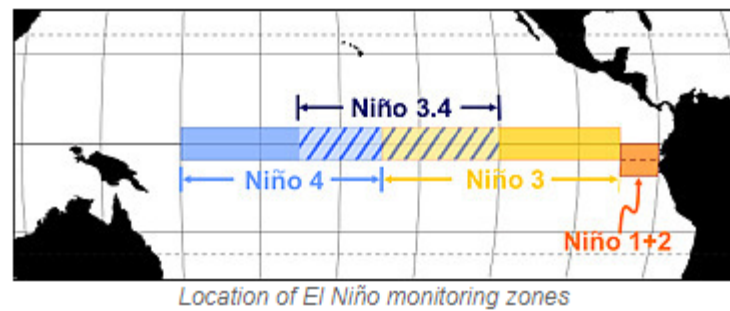 Niño 3.4
Niño 4
Niño 3
Niño 1+2
Location of El Niño monitoring zones